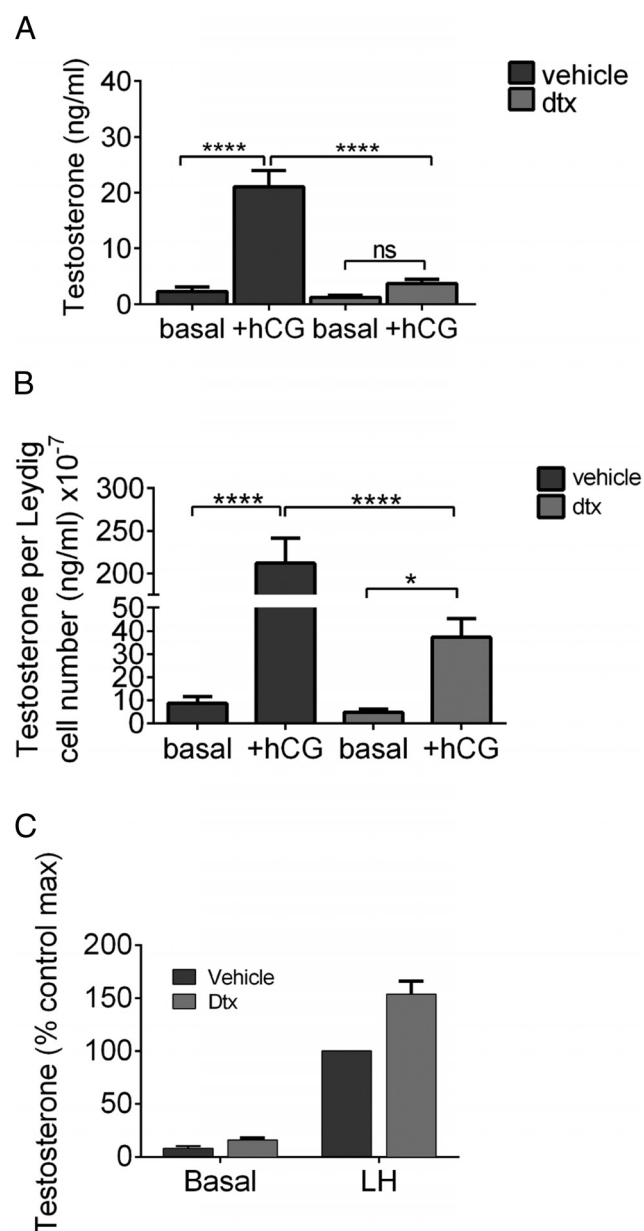 A
Testosterone (ng/ml)
40
30
20
10
0
vehicle
dtx
****
****
ns
basal +hCG basal +hCG
B
Testosterone per Leydig
cell number (ng/ml) x10-7
300
250
200
50
40
30
20
10
0
vehicle
dtx
****
****
*
basal +hCG basal +hCG
C
Testosterone (% control max)
200
150
100
50
0
Vehicle
Dtx
Basal LH